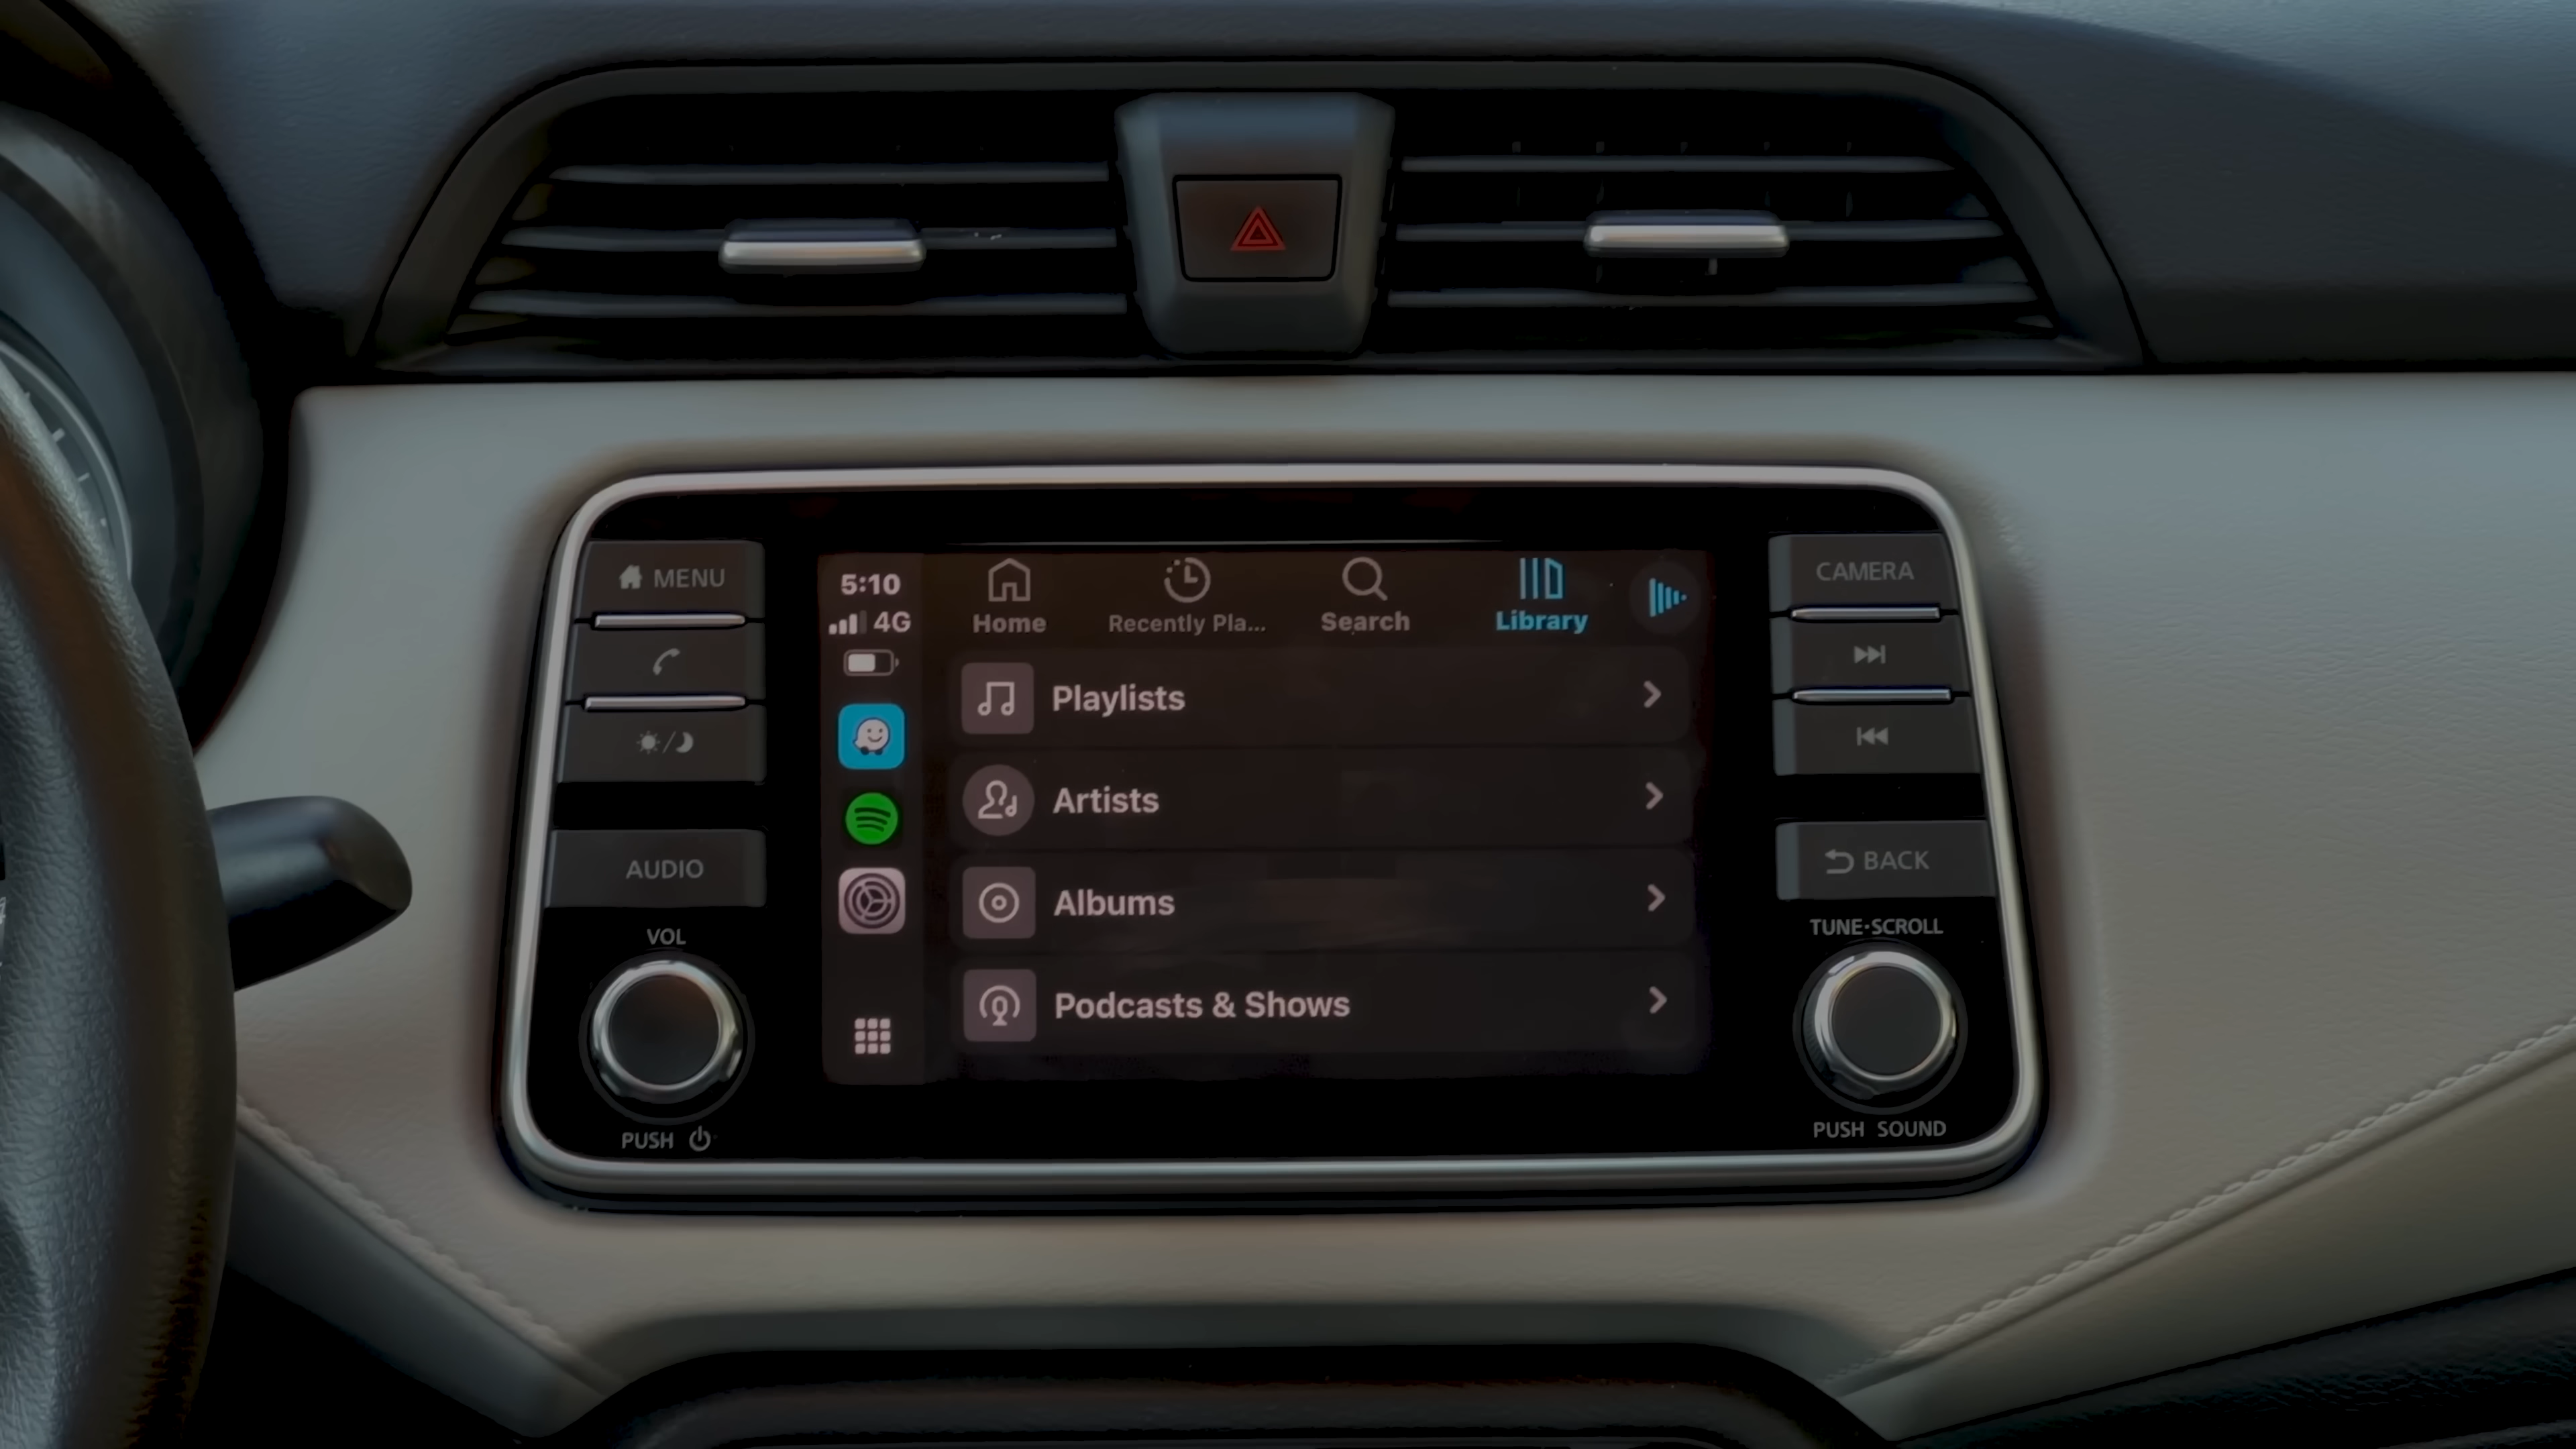 MENU
AUDIO
VOL
PUSH
5:10
4G
Home
Recently Pla...
Search
Library
Playlists
Artists
Albums
Podcasts & Shows
CAMERA
BACK
TUNE·SCROLL
PUSH SOUND